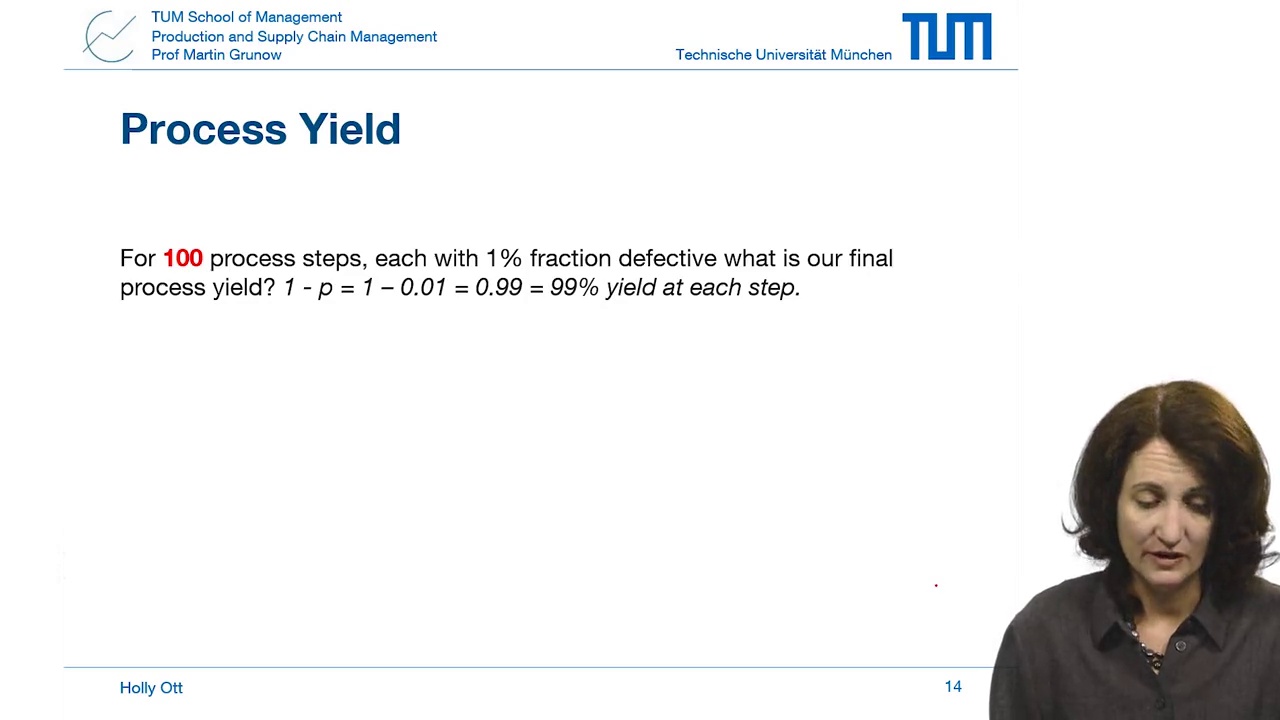 TUM School of Management
Production and Supply Chain Management
Prof Martin Grunow
Technische Universität München
TUM
Process Yield
For 100 process steps, each with 1% fraction defective what is our final
process yield? 1 - p = 1 – 0.01 = 0.99 = 99% yield at each step.
Holly Ott
14